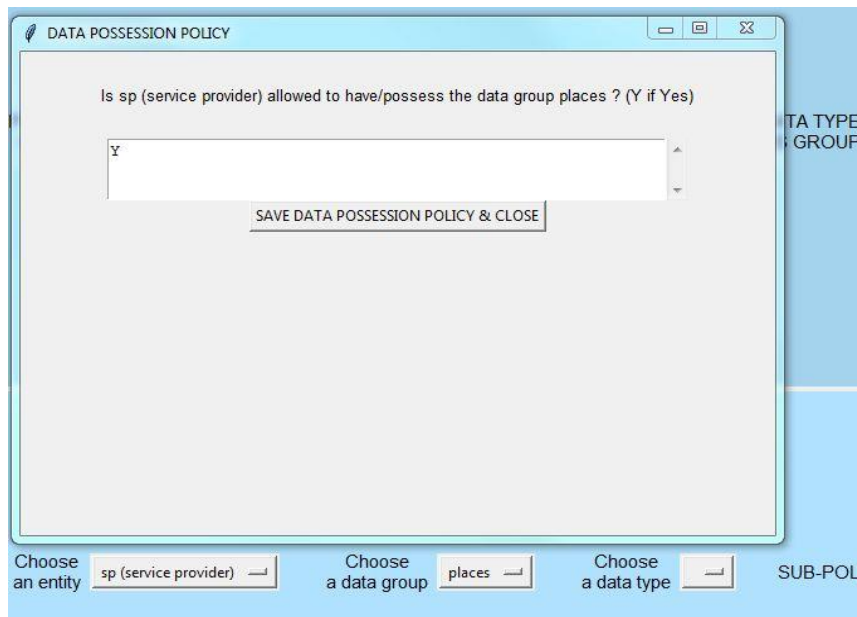 DATA POSSESSION POLICY
Is sp (service provider) allowed to have/possess the data group places ? (Y if Yes)
TA TYPE
GROUP
Y
SAVE DATA POSSESSION POLICY & CLOSE
Choose
an entity
sp (service provider)
Choose
a data group
places
Choose
a data type
SUB-POL